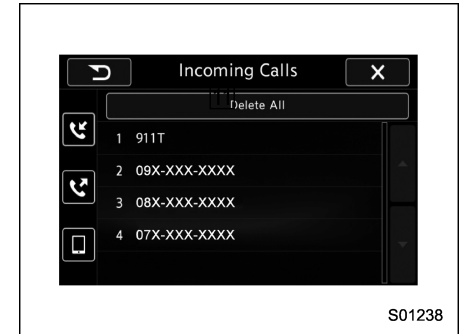 Incoming Calls
Delete All
1 911T
2 09X-XXX-XXXX
3 08X-XXX-XXXX
4 07X-XXX-XXXX
S01238